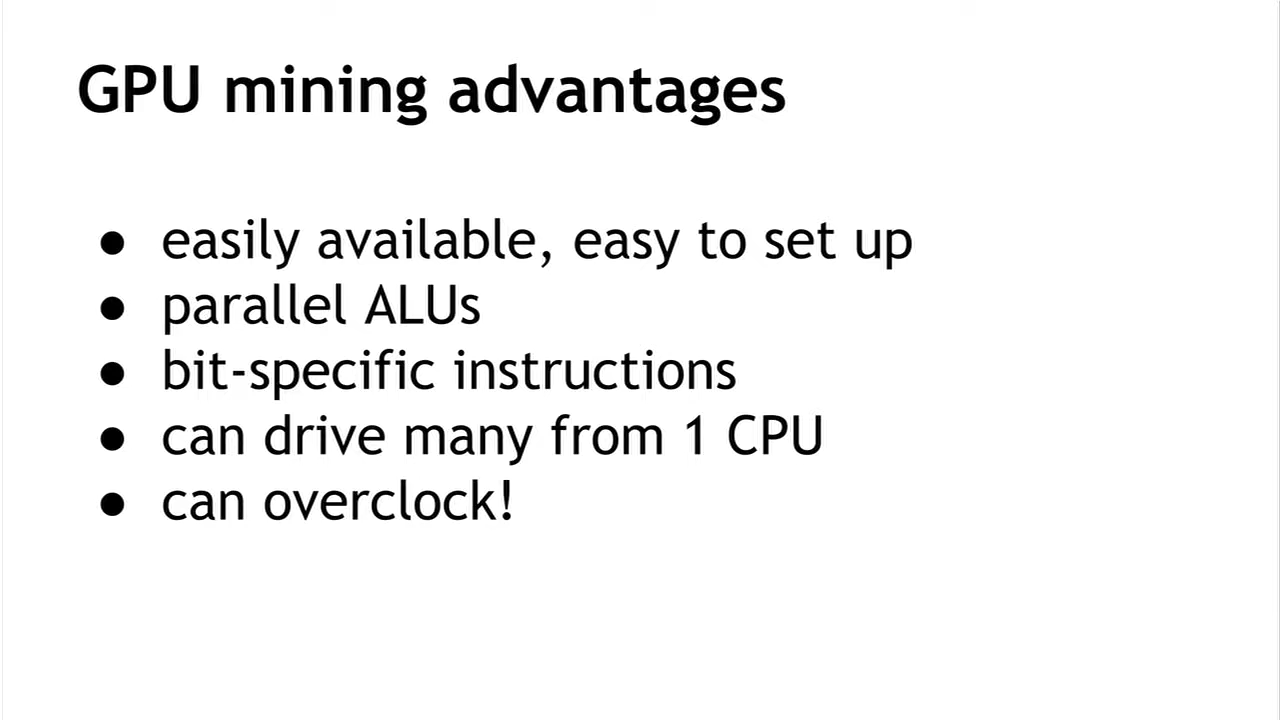 GPU mining advantages
● easily available, easy to set up
● parallel ALUs
● bit-specific instructions
● can drive many from 1 CPU
● can overclock!